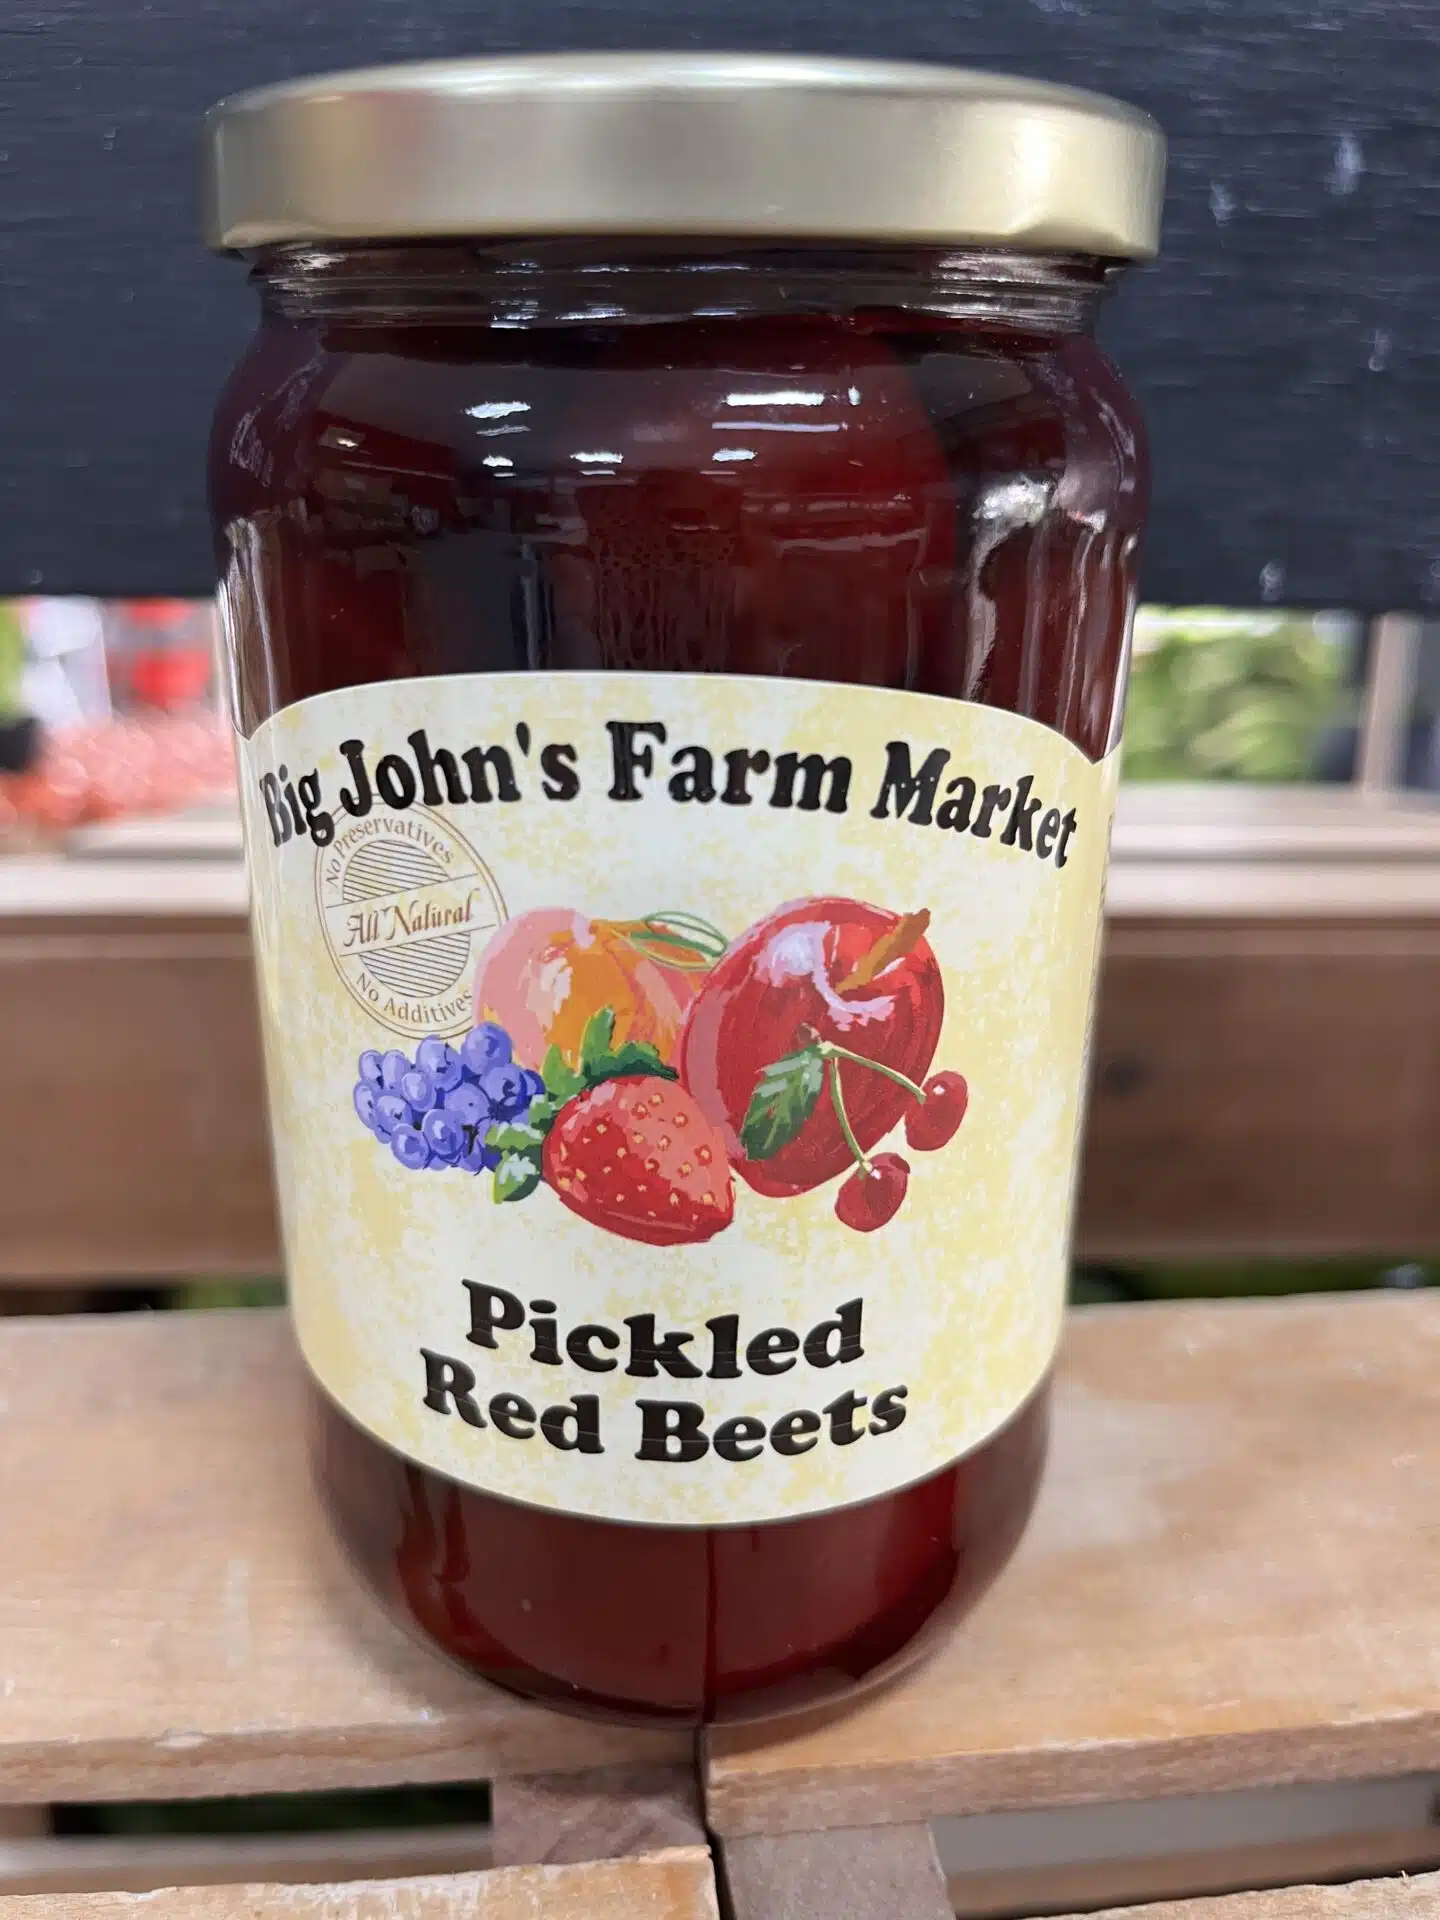 Big John's Farm Market
No Preservatives
All Natural
No Additives
Pickled
Red Beets